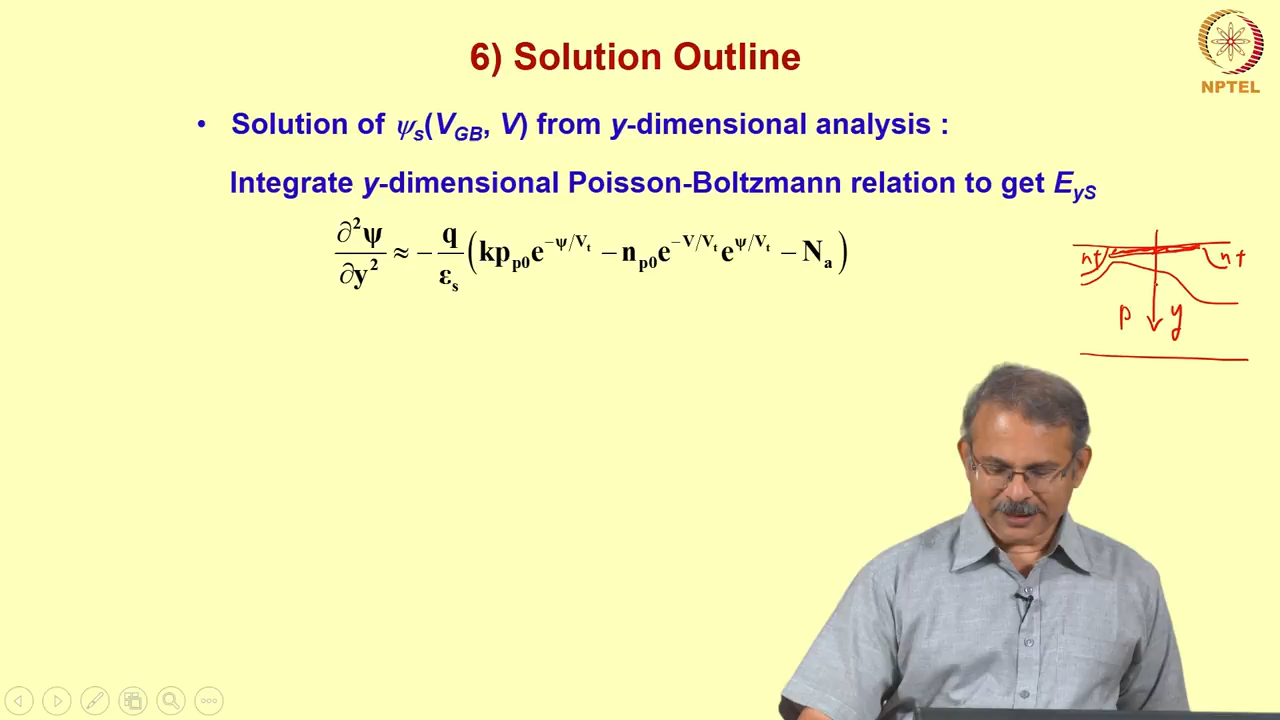 6) Solution Outline
NPTEL
• Solution of ψs(VGB, V) from y-dimensional analysis :
Integrate y-dimensional Poisson-Boltzmann relation to get EyS
∂²ψ/∂y² ≈ −q/εs (kpp0e^(−ψ/Vt) − np0e^(−V/Vt)e^(ψ/Vt) − Na)
n+ n+
P y